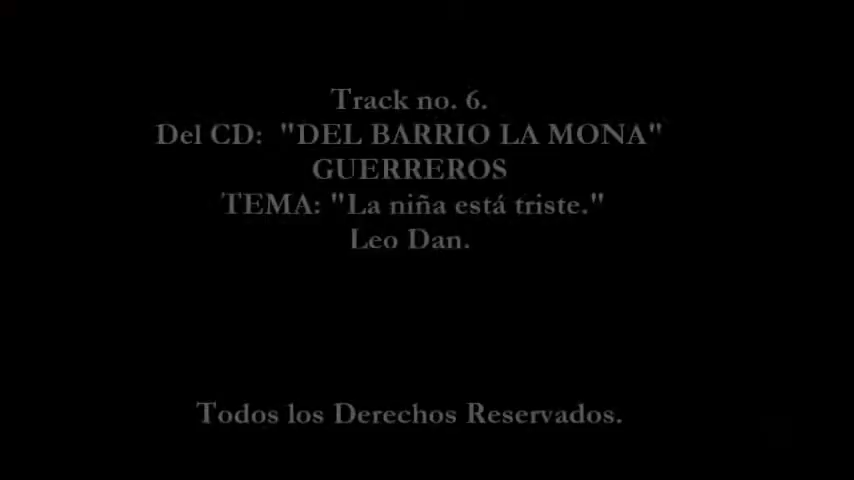 Track no. 6.
Del CD: "DEL BARRIO LA MONA"
GUERREROS
TEMA: "La niña está triste."
Leo Dan.
Todos los Derechos Reservados.